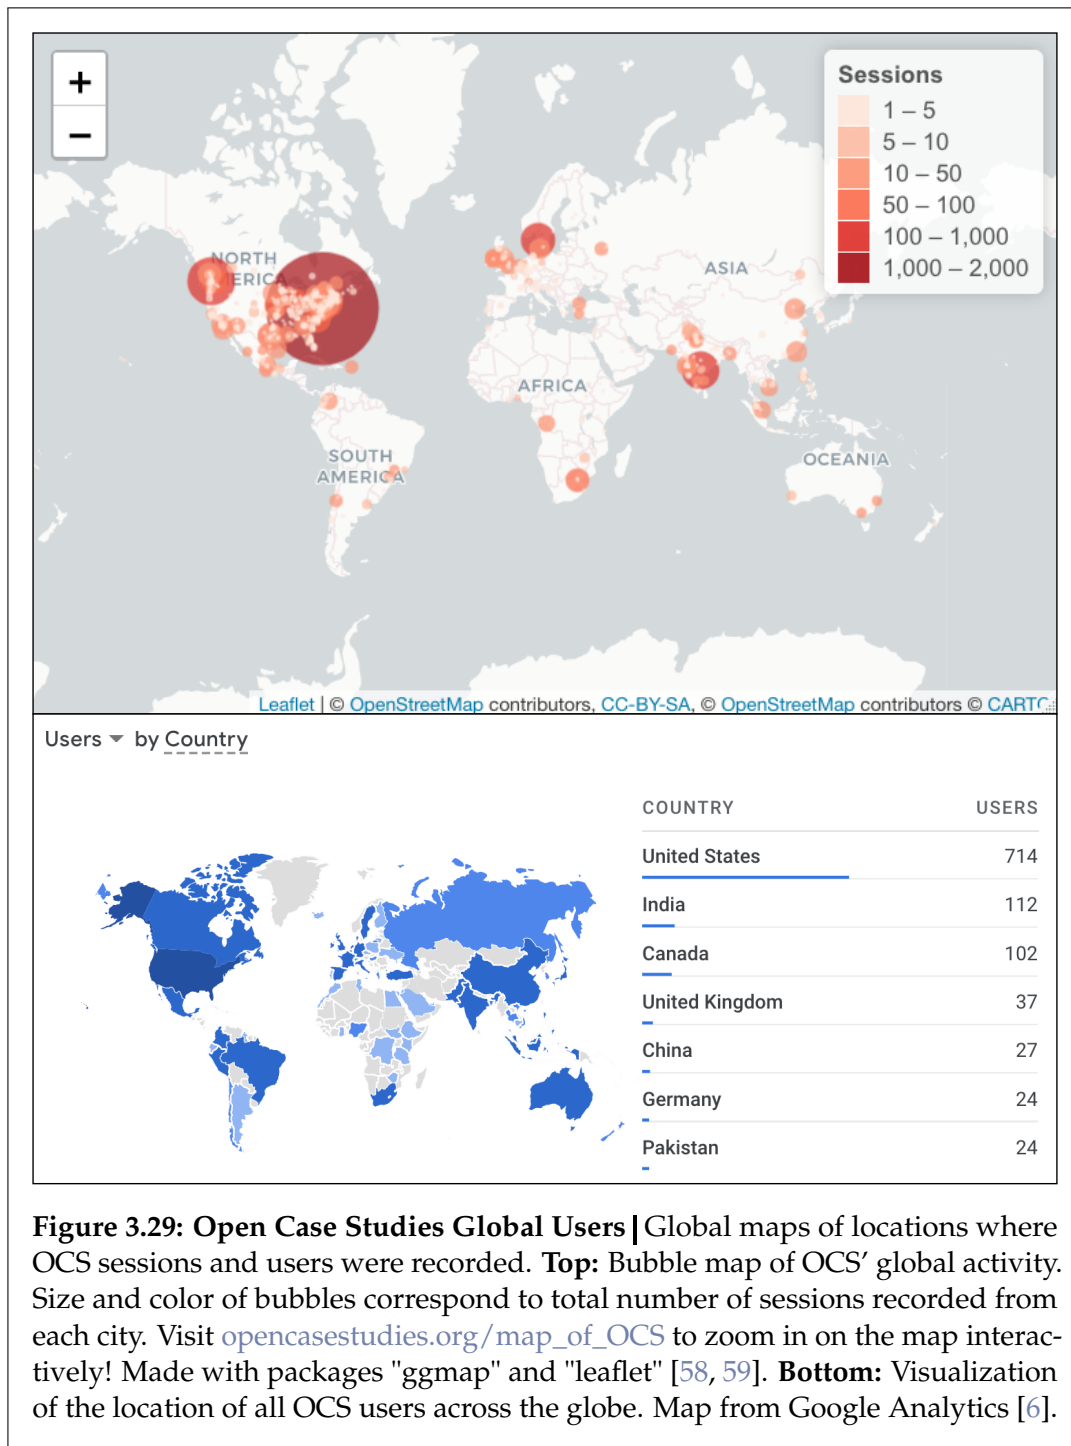 +
−
Sessions
1 – 5
5 – 10
10 – 50
50 – 100
100 – 1,000
1,000 – 2,000
NORTH
ERICA
ASIA
AFRICA
SOUTH
AMERICA
OCEANIA
Leaflet | © OpenStreetMap contributors, CC-BY-SA, © OpenStreetMap contributors © CARTO
Users by Country
COUNTRY USERS
United States 714
India 112
Canada 102
United Kingdom 37
China 27
Germany 24
Pakistan 24
Figure 3.29: Open Case Studies Global Users | Global maps of locations where
OCS sessions and users were recorded. Top: Bubble map of OCS’ global activity.
Size and color of bubbles correspond to total number of sessions recorded from
each city. Visit opencasestudies.org/map_of_OCS to zoom in on the map interac-
tively! Made with packages "ggmap" and "leaflet" [58, 59]. Bottom: Visualization
of the location of all OCS users across the globe. Map from Google Analytics [6].